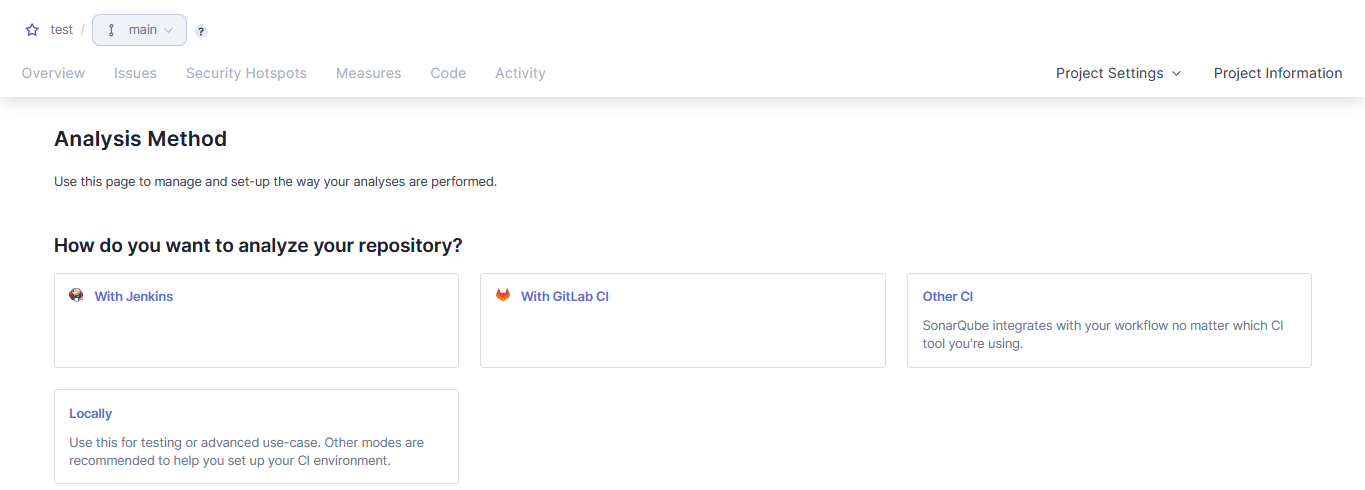 test / main ?
Overview Issues Security Hotspots Measures Code Activity Project Settings Project Information
Analysis Method
Use this page to manage and set-up the way your analyses are performed.
How do you want to analyze your repository?
With Jenkins
With GitLab CI
Other CI
SonarQube integrates with your workflow no matter which CI
tool you're using.
Locally
Use this for testing or advanced use-case. Other modes are
recommended to help you set up your CI environment.